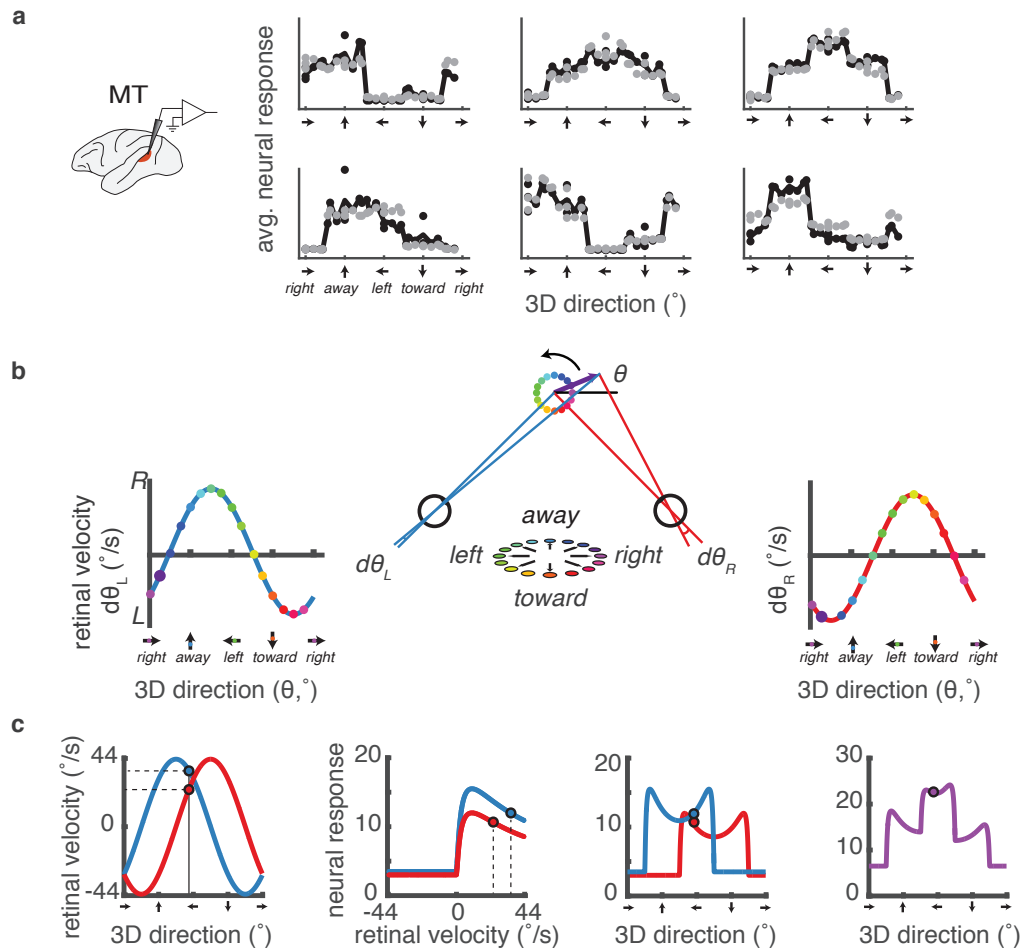 a
MT
avg. neural response
right away left toward right
3D direction (˚)
b
θ
R
L
retinal velocity
dθL (˚/s)
right away left toward right
3D direction (θ,˚)
dθL
away
left
right
toward
dθR
dθR (˚/s)
right away left toward right
3D direction (θ,˚)
c
retinal velocity (˚/s)
44
0
-44
3D direction (˚)
neural response
20
10
0
-44 0 44
retinal velocity (˚/s)
20
10
0
3D direction (˚)
30
20
10
0
3D direction (˚)